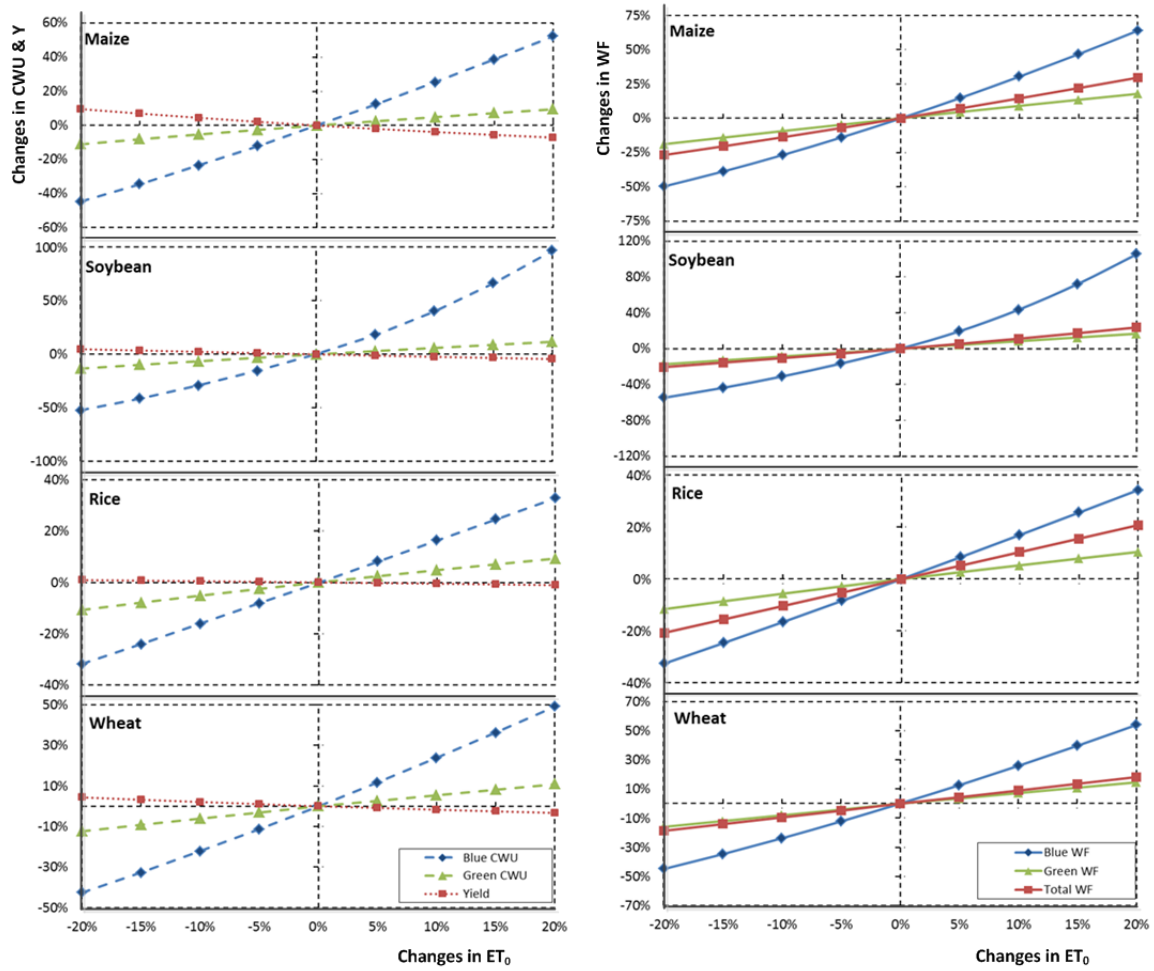 Changes in CWU & Y
60%
Maize
40%
20%
0%
-20%
-40%
-60%
100%
Soybean
50%
0%
-50%
-100%
40%
Rice
20%
0%
-20%
-40%
50%
Wheat
30%
10%
-10%
-30%
-50%
Blue CWU
Green CWU
Yield
-20% -15% -10% -5% 0% 5% 10% 15% 20%
Changes in ET0
Changes in WF
75%
Maize
50%
25%
0%
-25%
-50%
-75%
120%
Soybean
80%
40%
0%
-40%
-80%
-120%
40%
Rice
20%
0%
-20%
-40%
70%
Wheat
50%
30%
10%
-10%
-30%
-50%
-70%
Blue WF
Green WF
Total WF
-20% -15% -10% -5% 0% 5% 10% 15% 20%
Changes in ET0